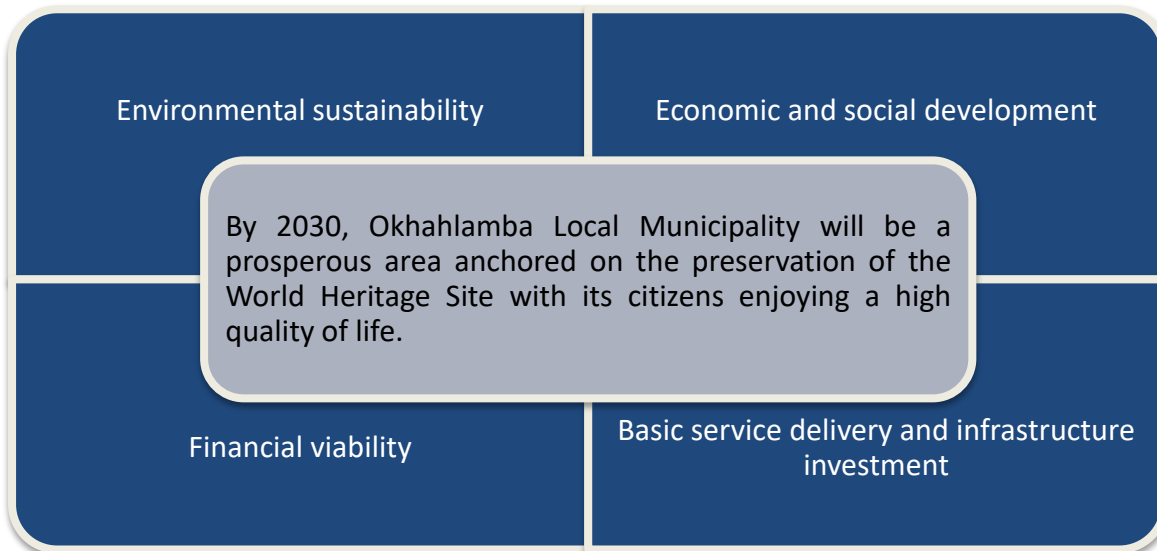 Environmental sustainability
Economic and social development
By 2030, Okhahlamba Local Municipality will be a
prosperous area anchored on the preservation of the
World Heritage Site with its citizens enjoying a high
quality of life.
Financial viability
Basic service delivery and infrastructure
investment